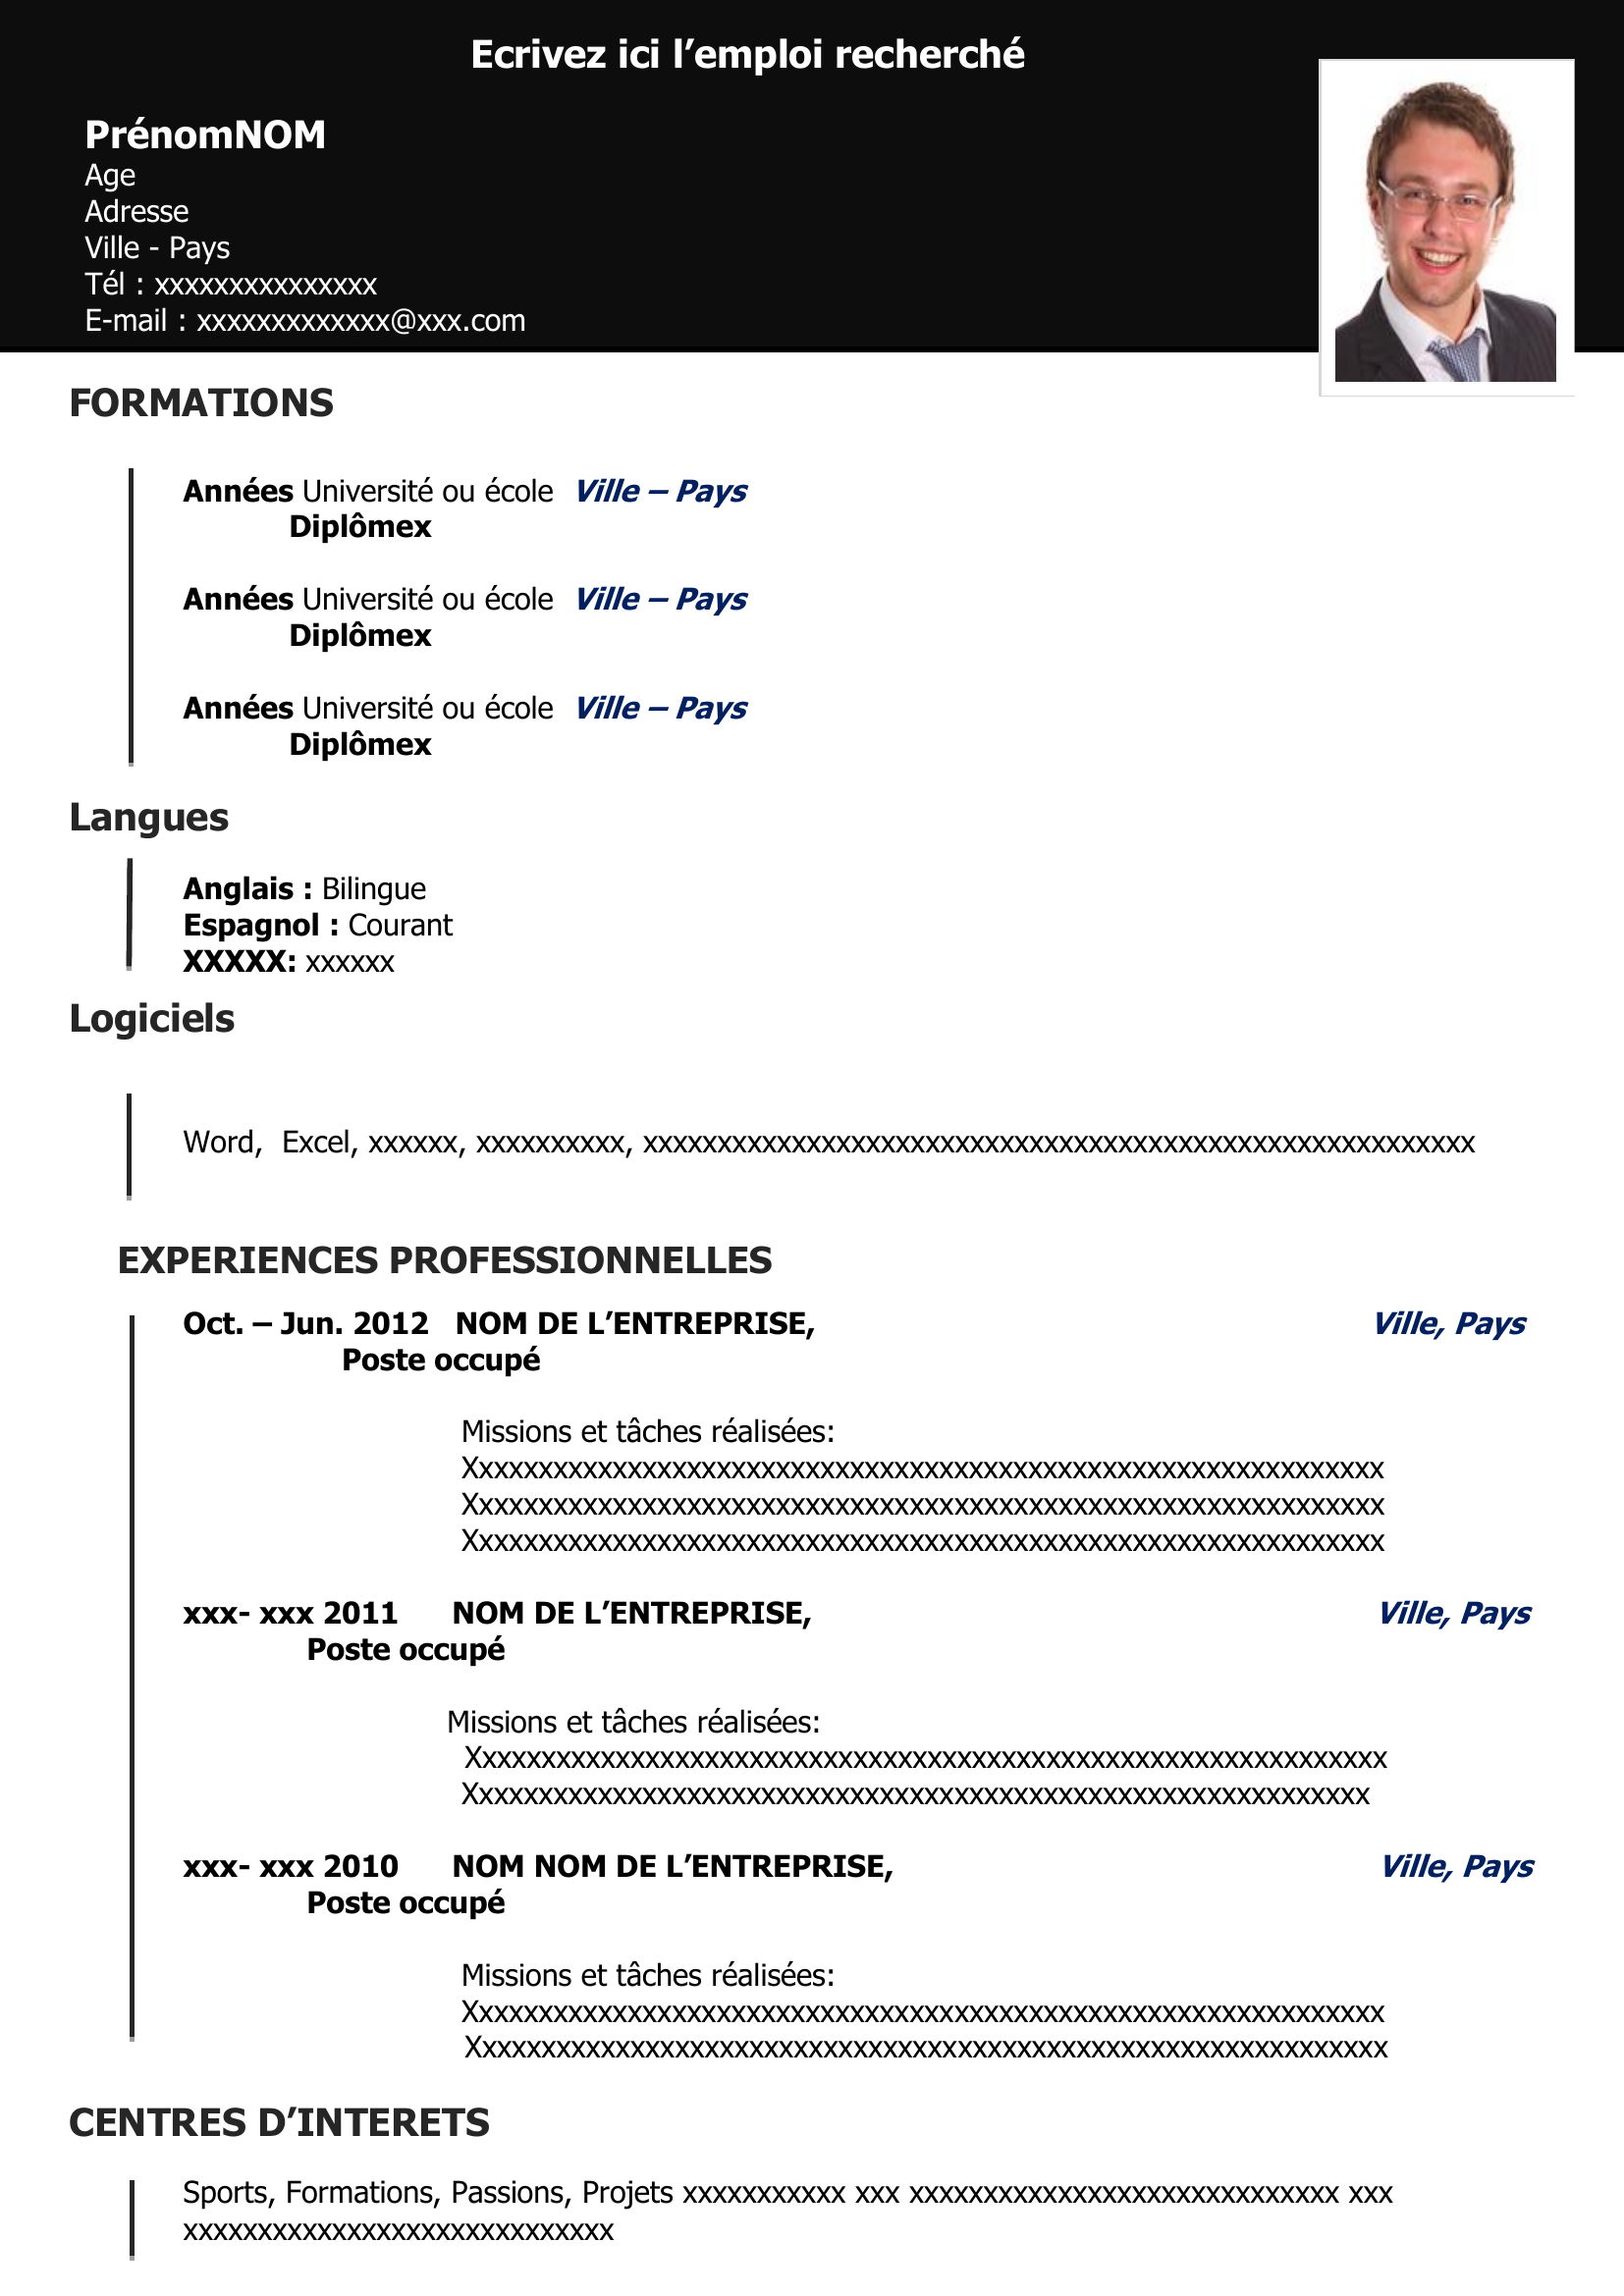 Ecrivez ici l’emploi recherché
PrénomNOM
Age
Adresse
Ville - Pays
Tél : xxxxxxxxxxxxxxx
E-mail : xxxxxxxxxxxxx@xxx.com
FORMATIONS
Années Université ou école Ville – Pays
Diplômex
Années Université ou école Ville – Pays
Diplômex
Années Université ou école Ville – Pays
Diplômex
Langues
Anglais : Bilingue
Espagnol : Courant
XXXXX: xxxxxx
Logiciels
Word, Excel, xxxxxx, xxxxxxxxxx, xxxxxxxxxxxxxxxxxxxxxxxxxxxxxxxxxxxxxxxxxxxxxxxxxxxxxxxx
EXPERIENCES PROFESSIONNELLES
Oct. – Jun. 2012 NOM DE L’ENTREPRISE, Ville, Pays
Poste occupé
Missions et tâches réalisées:
Xxxxxxxxxxxxxxxxxxxxxxxxxxxxxxxxxxxxxxxxxxxxxxxxxxxxxxxxxxxxxx
Xxxxxxxxxxxxxxxxxxxxxxxxxxxxxxxxxxxxxxxxxxxxxxxxxxxxxxxxxxxxxx
Xxxxxxxxxxxxxxxxxxxxxxxxxxxxxxxxxxxxxxxxxxxxxxxxxxxxxxxxxxxxxx
xxx- xxx 2011 NOM DE L’ENTREPRISE, Ville, Pays
Poste occupé
Missions et tâches réalisées:
Xxxxxxxxxxxxxxxxxxxxxxxxxxxxxxxxxxxxxxxxxxxxxxxxxxxxxxxxxxxxxx
Xxxxxxxxxxxxxxxxxxxxxxxxxxxxxxxxxxxxxxxxxxxxxxxxxxxxxxxxxxxxx
xxx- xxx 2010 NOM NOM DE L’ENTREPRISE, Ville, Pays
Poste occupé
Missions et tâches réalisées:
Xxxxxxxxxxxxxxxxxxxxxxxxxxxxxxxxxxxxxxxxxxxxxxxxxxxxxxxxxxxxxx
Xxxxxxxxxxxxxxxxxxxxxxxxxxxxxxxxxxxxxxxxxxxxxxxxxxxxxxxxxxxxxx
CENTRES D’INTERETS
Sports, Formations, Passions, Projets xxxxxxxxxxx xxx xxxxxxxxxxxxxxxxxxxxxxxxxxxxx xxx
xxxxxxxxxxxxxxxxxxxxxxxxxxxxx